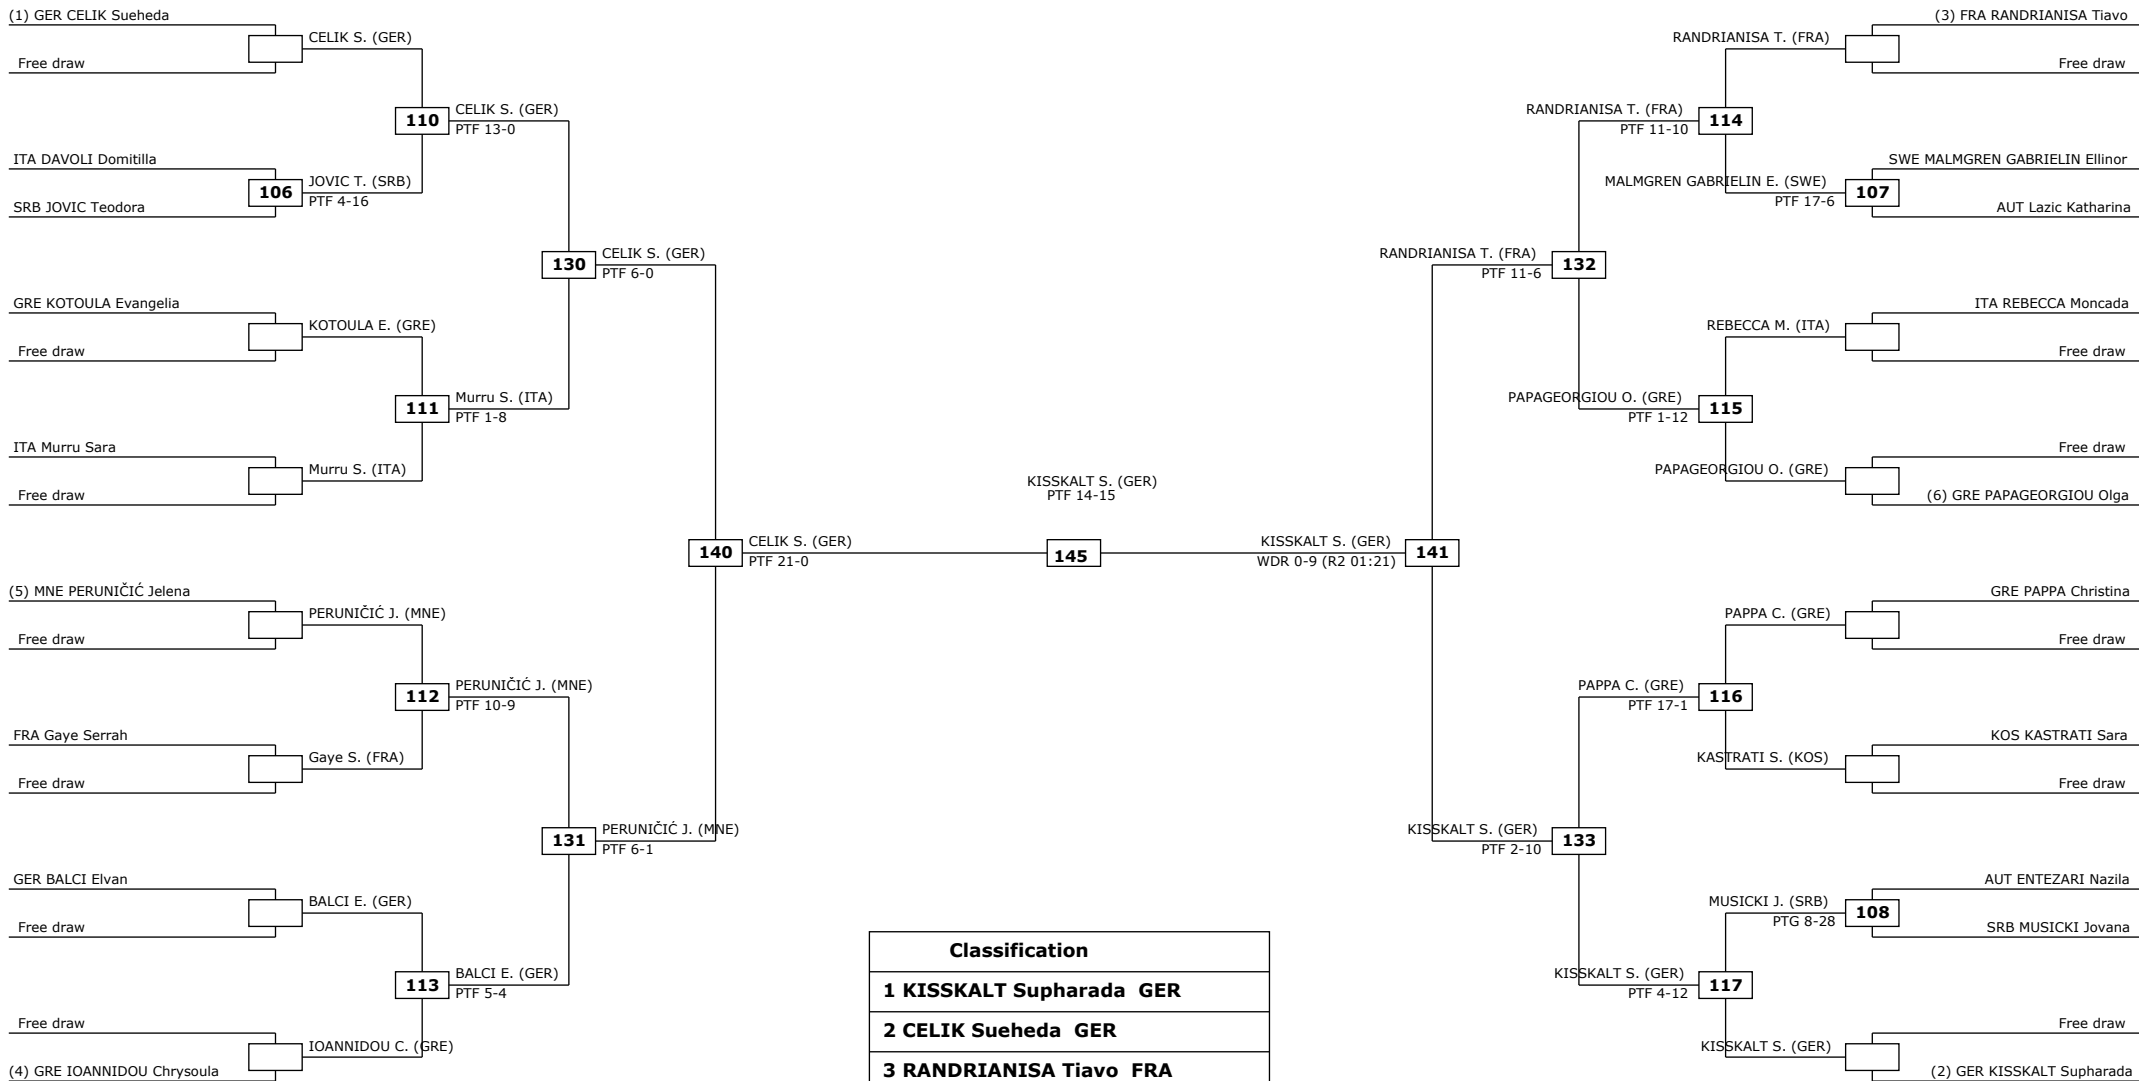 (1) GER CELIK Sueheda
CELIK S. (GER)
Free draw
110
CELIK S. (GER)
PTF 13-0
ITA DAVOLI Domitilla
106
JOVIC T. (SRB)
PTF 4-16
SRB JOVIC Teodora
130
CELIK S. (GER)
PTF 6-0
GRE KOTOULA Evangelia
KOTOULA E. (GRE)
Free draw
111
Murru S. (ITA)
PTF 1-8
ITA Murru Sara
Murru S. (ITA)
Free draw
140
CELIK S. (GER)
PTF 21-0
(5) MNE PERUNIČIĆ Jelena
PERUNIČIĆ J. (MNE)
Free draw
112
PERUNIČIĆ J. (MNE)
PTF 10-9
FRA Gaye Serrah
Gaye S. (FRA)
Free draw
131
PERUNIČIĆ J. (MNE)
PTF 6-1
GER BALCI Elvan
BALCI E. (GER)
Free draw
113
BALCI E. (GER)
PTF 5-4
Free draw
IOANNIDOU C. (GRE)
(4) GRE IOANNIDOU Chrysoula
KISSKALT S. (GER)
PTF 14-15
145
(3) FRA RANDRIANISA Tiavo
RANDRIANISA T. (FRA)
Free draw
RANDRIANISA T. (FRA)
PTF 11-10
114
SWE MALMGREN GABRIELIN Ellinor
MALMGREN GABRIELIN E. (SWE)
PTF 17-6
107
AUT Lazic Katharina
RANDRIANISA T. (FRA)
PTF 11-6
132
ITA REBECCA Moncada
REBECCA M. (ITA)
Free draw
PAPAGEORGIOU O. (GRE)
PTF 1-12
115
Free draw
PAPAGEORGIOU O. (GRE)
(6) GRE PAPAGEORGIOU Olga
KISSKALT S. (GER)
WDR 0-9 (R2 01:21)
141
GRE PAPPA Christina
PAPPA C. (GRE)
Free draw
PAPPA C. (GRE)
PTF 17-1
116
KOS KASTRATI Sara
KASTRATI S. (KOS)
Free draw
KISSKALT S. (GER)
PTF 2-10
133
AUT ENTEZARI Nazila
MUSICKI J. (SRB)
PTG 8-28
108
SRB MUSICKI Jovana
KISSKALT S. (GER)
PTF 4-12
117
Free draw
KISSKALT S. (GER)
(2) GER KISSKALT Supharada
Classification
1 KISSKALT Supharada GER
2 CELIK Sueheda GER
3 RANDRIANISA Tiavo FRA